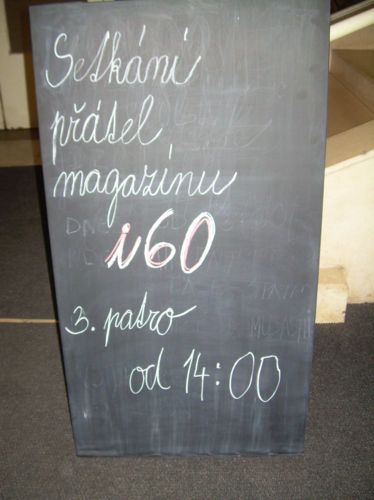 Setkání
přátel
magazínu
i60
3. patro
od 14:00